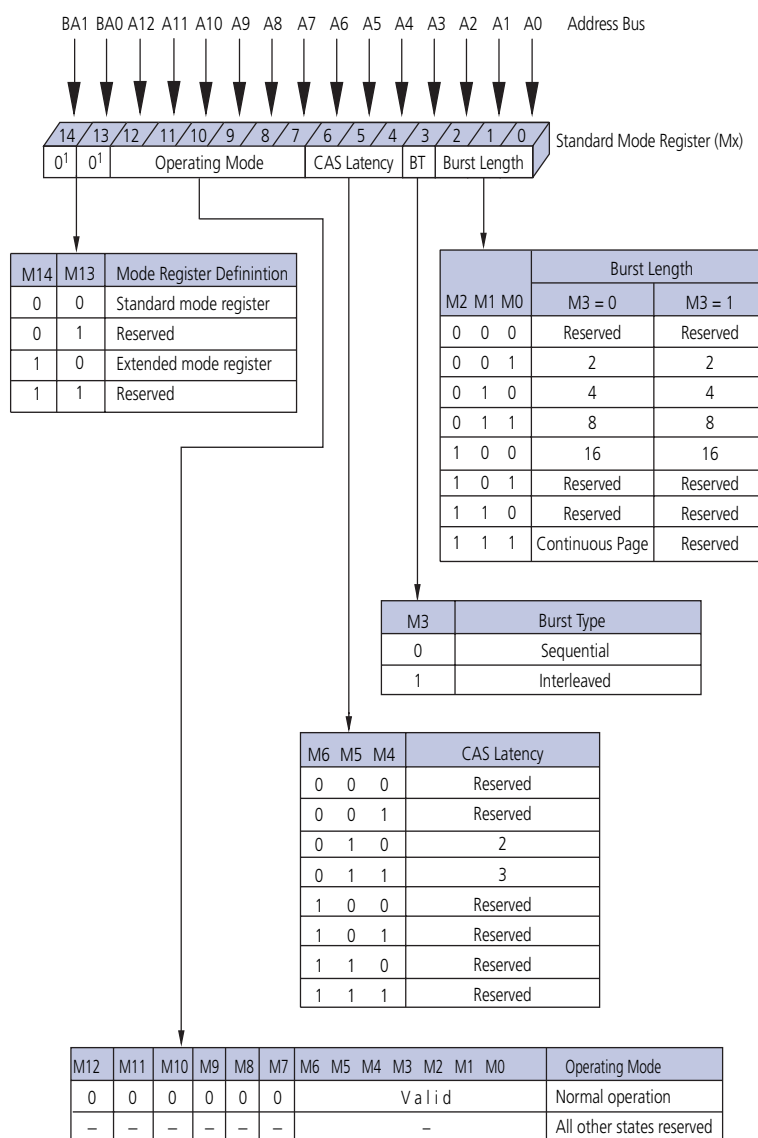 BA1 BA0 A12 A11 A10 A9 A8 A7 A6 A5 A4 A3 A2 A1 A0 Address Bus
14 13 12 11 10 9 8 7 6 5 4 3 2 1 0
Standard Mode Register (Mx)
0¹ 0¹ Operating Mode CAS Latency BT Burst Length
M14 M13 Mode Register Definintion
0 0 Standard mode register
0 1 Reserved
1 0 Extended mode register
1 1 Reserved
Burst Length
M2 M1 M0 M3 = 0 M3 = 1
0 0 0 Reserved Reserved
0 0 1 2 2
0 1 0 4 4
0 1 1 8 8
1 0 0 16 16
1 0 1 Reserved Reserved
1 1 0 Reserved Reserved
1 1 1 Continuous Page Reserved
M3 Burst Type
0 Sequential
1 Interleaved
M6 M5 M4 CAS Latency
0 0 0 Reserved
0 0 1 Reserved
0 1 0 2
0 1 1 3
1 0 0 Reserved
1 0 1 Reserved
1 1 0 Reserved
1 1 1 Reserved
M12 M11 M10 M9 M8 M7 M6 M5 M4 M3 M2 M1 M0 Operating Mode
0 0 0 0 0 0 Valid Normal operation
– – – – – – – All other states reserved